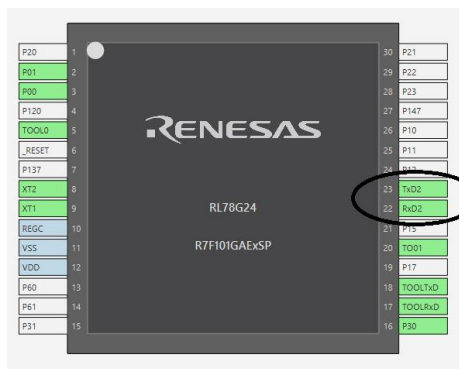 P20 1
P01 2
P00 3
P120 4
TOOL0 5
_RESET 6
P137 7
XT2 8
XT1 9
REGC 10
VSS 11
VDD 12
P60 13
P61 14
P31 15
RENESAS
RL78G24
R7F101GAExSP
30 P21
29 P22
28 P23
27 P147
26 P10
25 P11
24 P12
23 TxD2
22 RxD2
21 P15
20 TO01
19 P17
18 TOOLTxD
17 TOOLRxD
16 P30